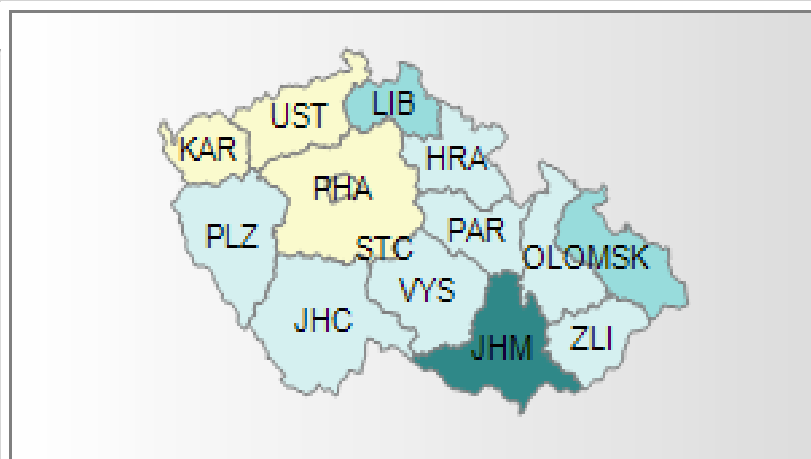 LIB
UST
KAR
HRA
PHA
PLZ
PAR
STC
OLOMSK
VYS
JHC
ZLI
JHM